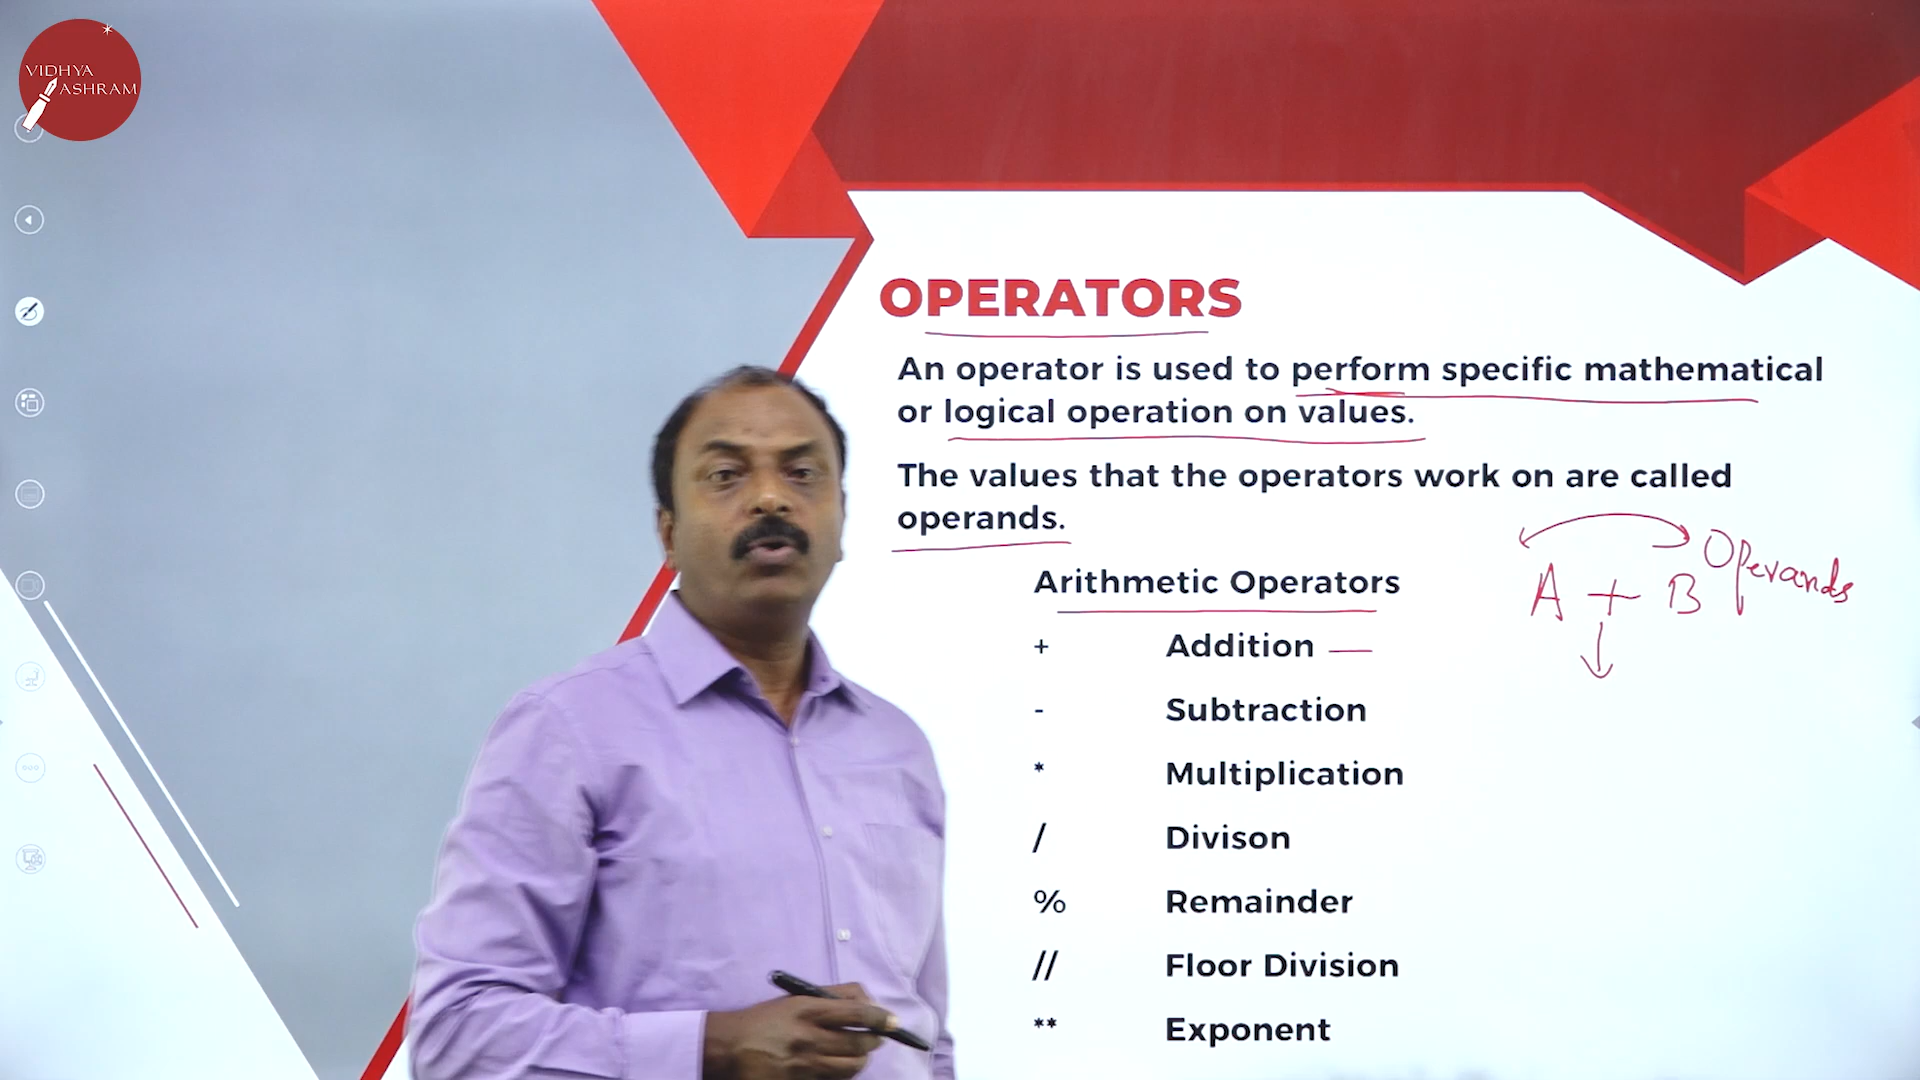 VIDHYA
ASHRAM
OPERATORS
An operator is used to perform specific mathematical
or logical operation on values.
The values that the operators work on are called
operands.
Operands
A + B
Arithmetic Operators
+ Addition
- Subtraction
* Multiplication
/ Divison
% Remainder
// Floor Division
** Exponent